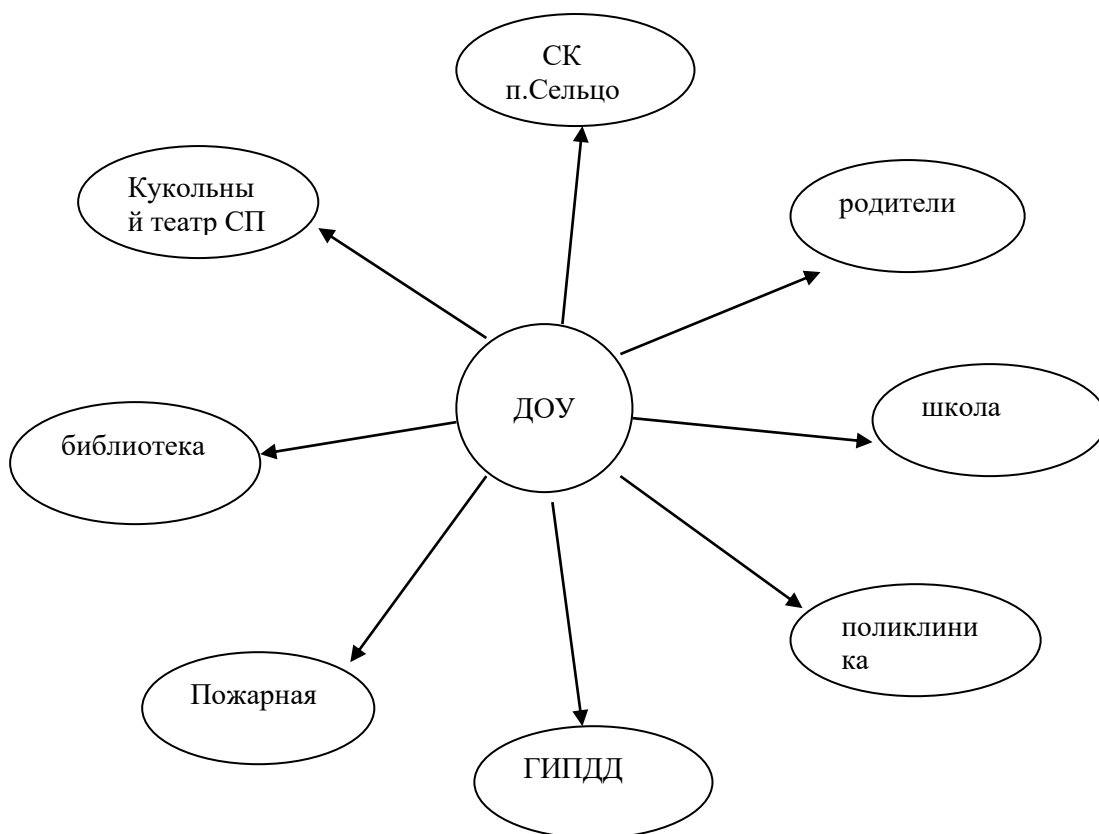 СК
п.Сельцо
Кукольны
й театр СП
родители
ДОУ
школа
библиотека
поликлини
ка
Пожарная
ГИПДД